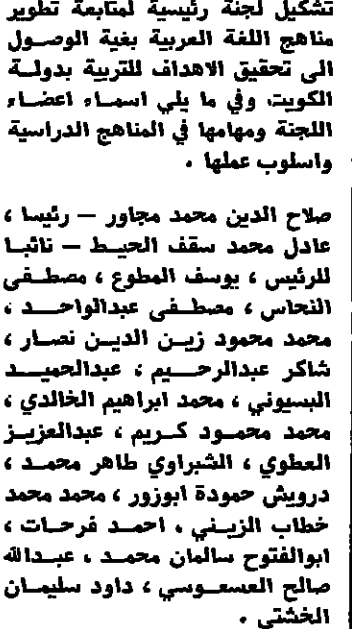 تشكيل لجنة رئيسية لمتابعة تطوير
مناهج اللغة العربية بغية الوصول
الى تحقيق الاهداف للتربية بدولة
الكويت وفي ما يلي اسماء اعضاء
اللجنة ومهامها في المناهج الدراسية
واسلوب عملها .
صلاح الدين محمد مجاور — رئيسا ،
عادل محمد سقف الحيط — نائبا
للرئيس ، يوسف المطوع ، مصطفى
النحاس ، مصطفى عبدالواحد ،
محمد محمود زين الدين نصار ،
شاكر عبدالرحيم ، عبدالحميد
البسيوني ، محمد ابراهيم الخالدي ،
محمد محمود كريم ، عبدالعزيز
العطوي ، الشبراوي طاهر محمد ،
درويش حمودة ابوزور ، محمد محمد
خطاب الزيني ، احمد فرحات ،
ابوالفتوح سالمان محمد ، عبدالله
صالح العسعوسي ، داود سليمان
الخشتي .